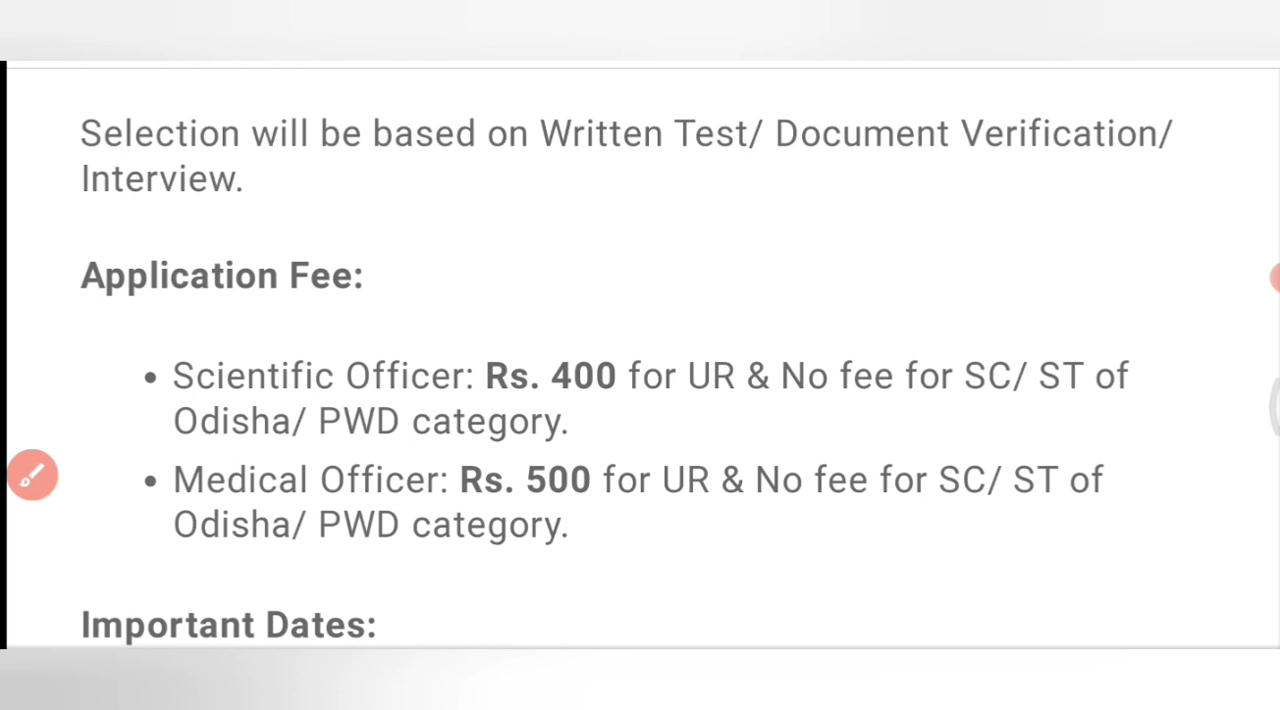 Selection will be based on Written Test/ Document Verification/
Interview.
Application Fee:
• Scientific Officer: Rs. 400 for UR & No fee for SC/ ST of
Odisha/ PWD category.
• Medical Officer: Rs. 500 for UR & No fee for SC/ ST of
Odisha/ PWD category.
Important Dates: